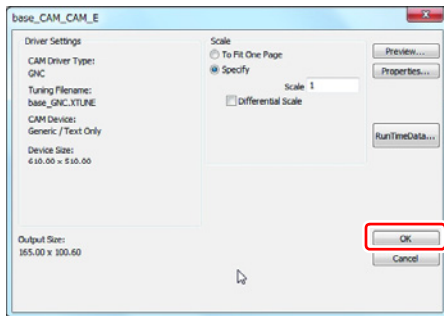 base_CAM_CAM_E
Driver Settings
CAM Driver Type:
GNC
Tuning Filename:
base_GNC.XTUNE
CAM Device:
Generic / Text Only
Device Size:
610.00 x 510.00
Scale
To Fit One Page
Specify
Scale 1
Differential Scale
Preview...
Properties...
RunTimeData...
Output Size:
165.00 x 100.60
OK
Cancel